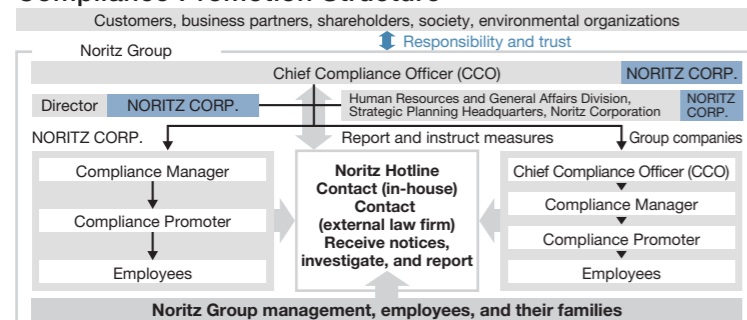 Compliance Promotion Structure
Customers, business partners, shareholders, society, environmental organizations
Responsibility and trust
Noritz Group
Chief Compliance Officer (CCO)
NORITZ CORP.
Director
NORITZ CORP.
Human Resources and General Affairs Division,
Strategic Planning Headquarters, Noritz Corporation
NORITZ
CORP.
NORITZ CORP.
Report and instruct measures
Group companies
Compliance Manager
Compliance Promoter
Employees
Noritz Hotline
Contact (in-house)
Contact
(external law firm)
Receive notices,
investigate, and report
Chief Compliance Officer (CCO)
Compliance Manager
Compliance Promoter
Employees
Noritz Group management, employees, and their families